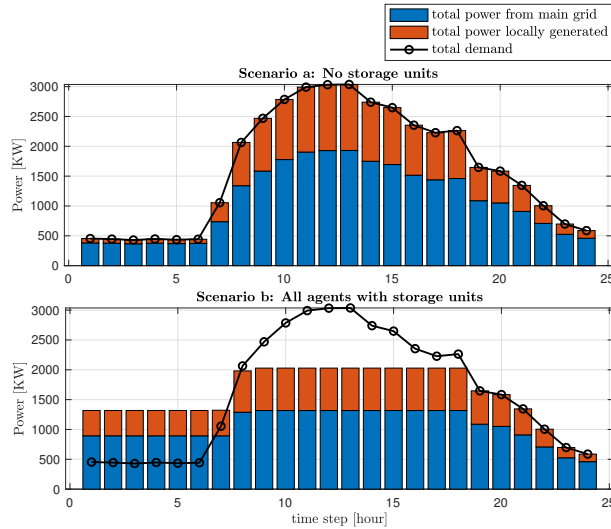 total power from main grid
total power locally generated
total demand
Scenario a: No storage units
Power [KW]
3000
2500
2000
1500
1000
500
0
0 5 10 15 20 25
Scenario b: All agents with storage units
Power [KW]
3000
2500
2000
1500
1000
500
0
0 5 10 15 20 25
time step [hour]